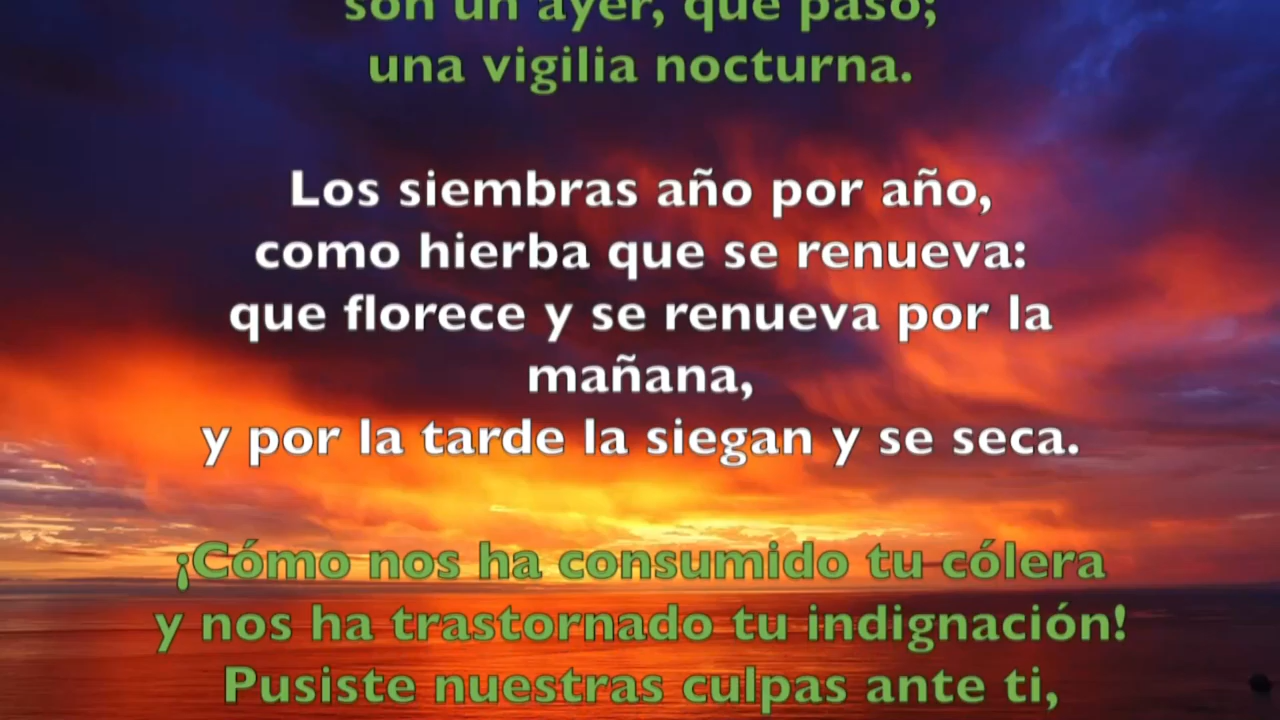 son un ayer, que pasó;
una vigilia nocturna.
Los siembras año por año,
como hierba que se renueva:
que florece y se renueva por la
mañana,
y por la tarde la siegan y se seca.
¡Cómo nos ha consumido tu cólera
y nos ha trastornado tu indignación!
Pusiste nuestras culpas ante ti,